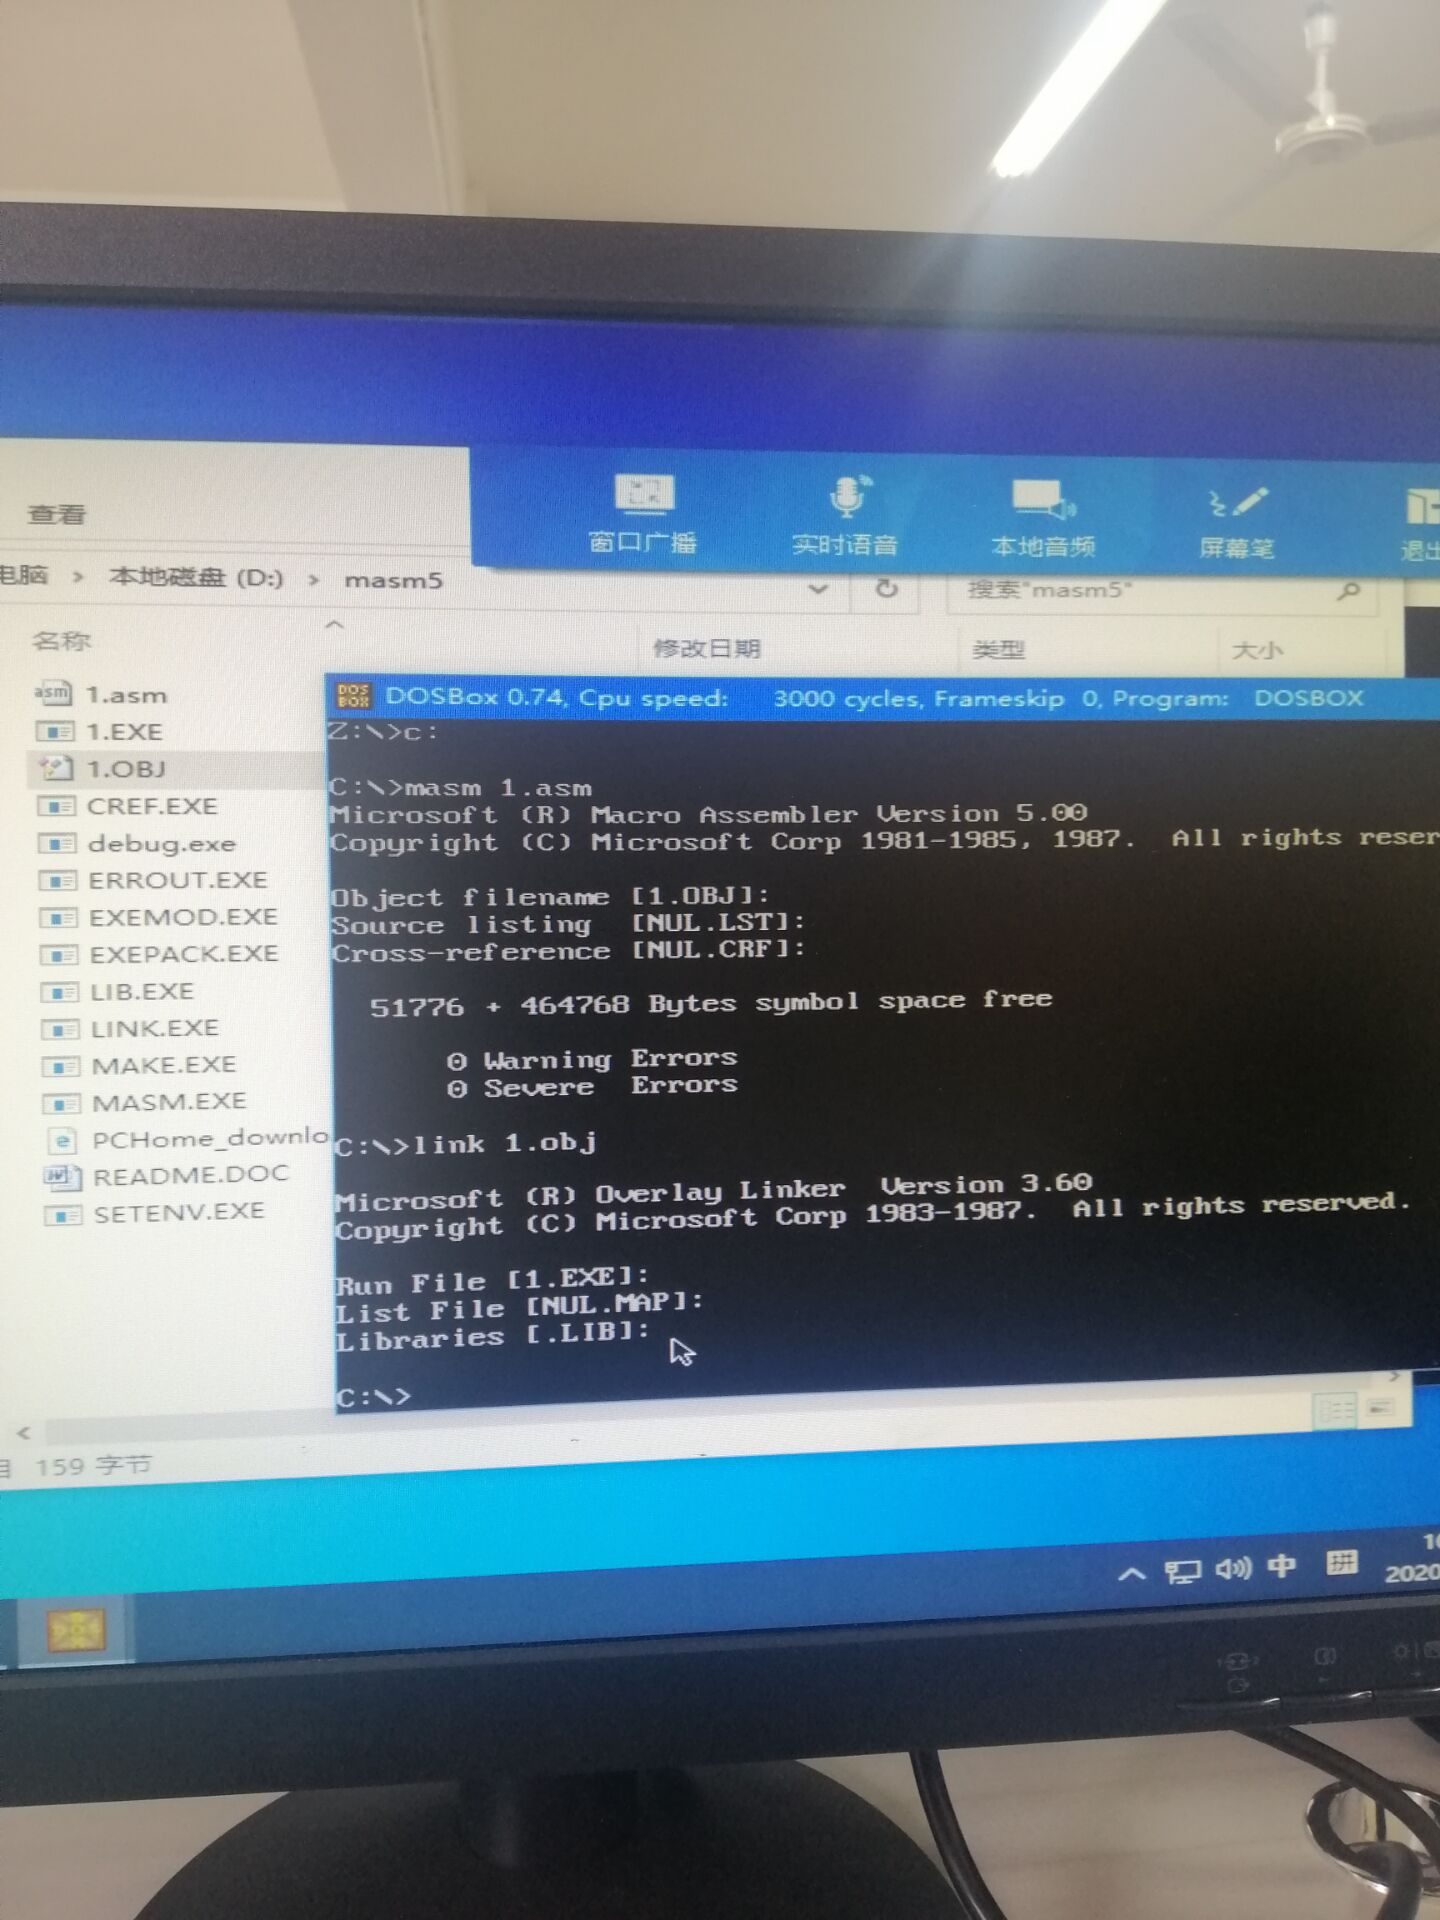 查看
窗口广播
实时语音
本地音频
屏幕笔
退出
电脑 > 本地磁盘 (D:) > masm5
搜索"masm5"
名称
修改日期
类型
大小
1.asm
1.EXE
1.OBJ
CREF.EXE
debug.exe
ERROUT.EXE
EXEMOD.EXE
EXEPACK.EXE
LIB.EXE
LINK.EXE
MAKE.EXE
MASM.EXE
PCHome_downlo
README.DOC
SETENV.EXE
DOSBox 0.74, Cpu speed: 3000 cycles, Frameskip 0, Program: DOSBOX
Z:\>c:
C:\>masm 1.asm
Microsoft (R) Macro Assembler Version 5.00
Copyright (C) Microsoft Corp 1981-1985, 1987. All rights reser
Object filename [1.OBJ]:
Source listing [NUL.LST]:
Cross-reference [NUL.CRF]:
51776 + 464768 Bytes symbol space free
0 Warning Errors
0 Severe Errors
C:\>link 1.obj
Microsoft (R) Overlay Linker Version 3.60
Copyright (C) Microsoft Corp 1983-1987. All rights reserved.
Run File [1.EXE]:
List File [NUL.MAP]:
Libraries [.LIB]:
C:\>
159 字节
中
拼
2020